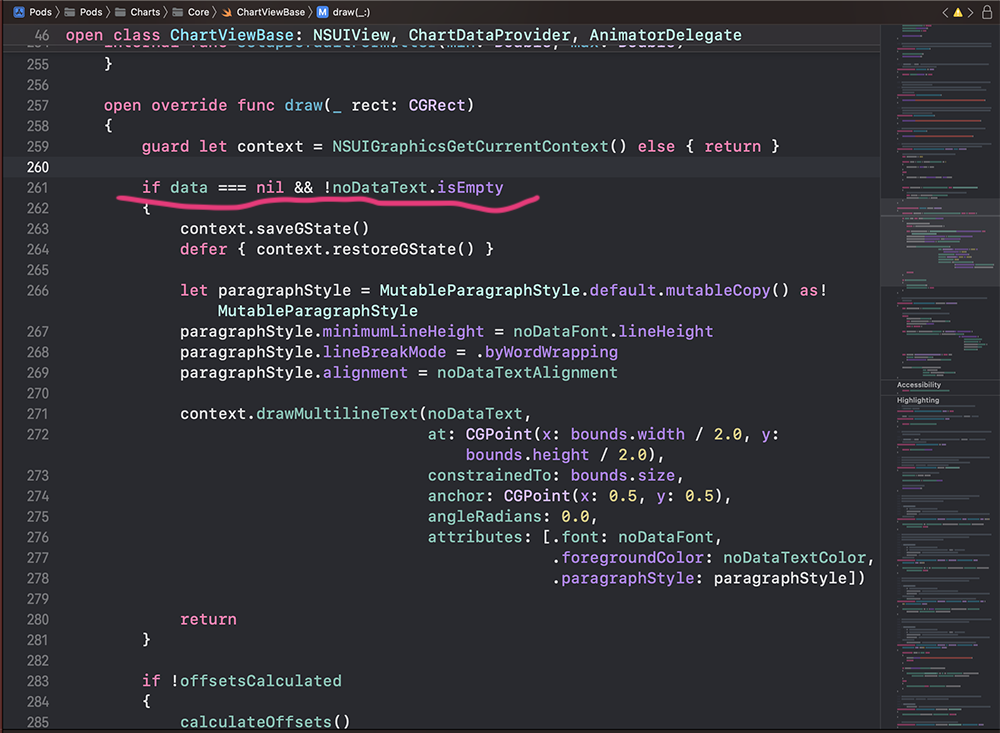 Pods 〉 Pods 〉 Charts 〉 Core 〉 ChartViewBase 〉 M draw(_:)
46 open class ChartViewBase: NSUIView, ChartDataProvider, AnimatorDelegate
255 }
256
257 open override func draw(_ rect: CGRect)
258 {
259 guard let context = NSUIGraphicsGetCurrentContext() else { return }
260
261 if data === nil && !noDataText.isEmpty
262 {
263 context.saveGState()
264 defer { context.restoreGState() }
265
266 let paragraphStyle = MutableParagraphStyle.default.mutableCopy() as!
MutableParagraphStyle
267 paragraphStyle.minimumLineHeight = noDataFont.lineHeight
268 paragraphStyle.lineBreakMode = .byWordWrapping
269 paragraphStyle.alignment = noDataTextAlignment
270
271 context.drawMultilineText(noDataText,
272 at: CGPoint(x: bounds.width / 2.0, y:
bounds.height / 2.0),
273 constrainedTo: bounds.size,
274 anchor: CGPoint(x: 0.5, y: 0.5),
275 angleRadians: 0.0,
276 attributes: [.font: noDataFont,
277 .foregroundColor: noDataTextColor,
278 .paragraphStyle: paragraphStyle])
279
280 return
281 }
282
283 if !offsetsCalculated
284 {
285 calculateOffsets()
Accessibility
Highlighting